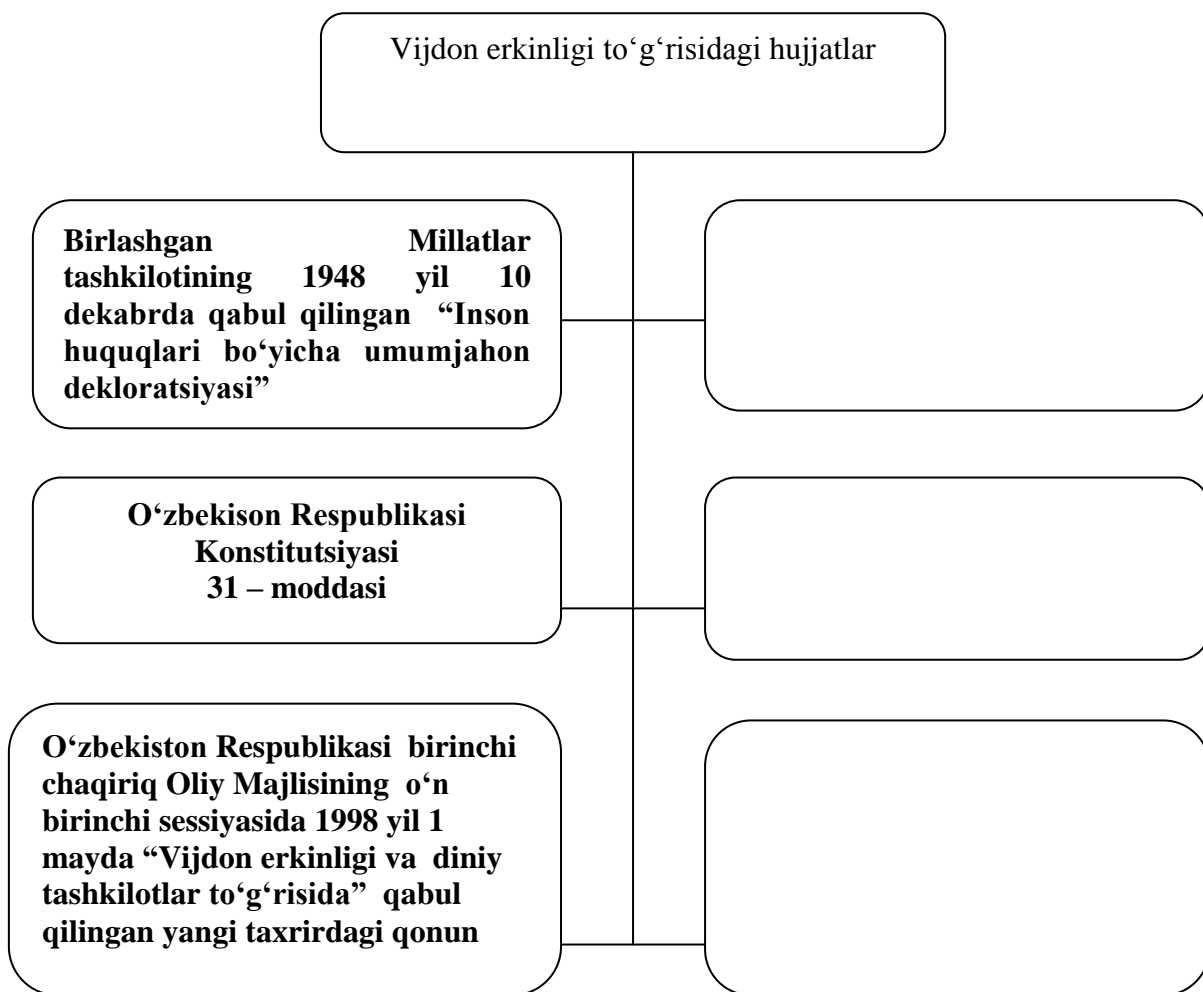 Vijdon erkinligi to‘g‘risidagi hujjatlar
Birlashgan Millatlar
tashkilotining 1948 yil 10
dekabrda qabul qilingan “Inson
huquqlari bo‘yicha umumjahon
dekloratsiyasi”
O‘zbekison Respublikasi
Konstitutsiyasi
31 – moddasi
O‘zbekiston Respublikasi birinchi
chaqiriq Oliy Majlisining o‘n
birinchi sessiyasida 1998 yil 1
mayda “Vijdon erkinligi va diniy
tashkilotlar to‘g‘risida” qabul
qilingan yangi taxrirdagi qonun